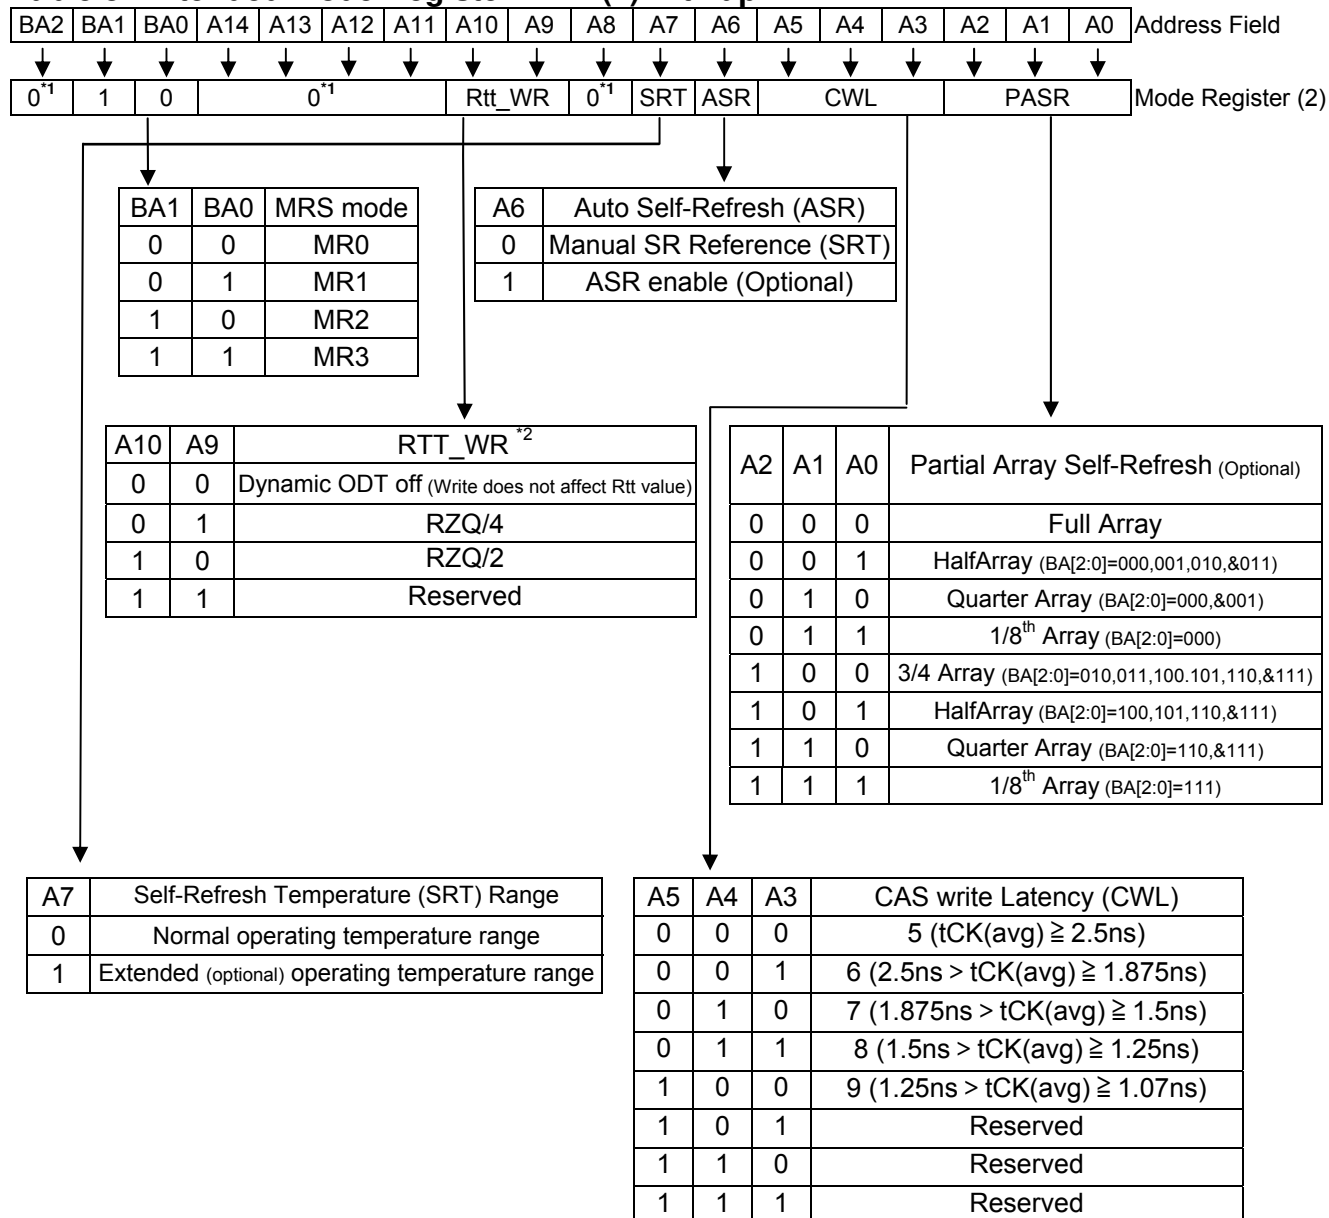 BA2 BA1 BA0 A14 A13 A12 A11 A10 A9 A8 A7 A6 A5 A4 A3 A2 A1 A0 Address Field
0*1 1 0 0*1 Rtt_WR 0*1 SRT ASR CWL PASR Mode Register (2)
BA1 BA0 MRS mode
0 0 MR0
0 1 MR1
1 0 MR2
1 1 MR3
A6 Auto Self-Refresh (ASR)
0 Manual SR Reference (SRT)
1 ASR enable (Optional)
A10 A9 RTT_WR *2
0 0 Dynamic ODT off (Write does not affect Rtt value)
0 1 RZQ/4
1 0 RZQ/2
1 1 Reserved
A2 A1 A0 Partial Array Self-Refresh (Optional)
0 0 0 Full Array
0 0 1 HalfArray (BA[2:0]=000,001,010,&011)
0 1 0 Quarter Array (BA[2:0]=000,&001)
0 1 1 1/8th Array (BA[2:0]=000)
1 0 0 3/4 Array (BA[2:0]=010,011,100.101,110,&111)
1 0 1 HalfArray (BA[2:0]=100,101,110,&111)
1 1 0 Quarter Array (BA[2:0]=110,&111)
1 1 1 1/8th Array (BA[2:0]=111)
A7 Self-Refresh Temperature (SRT) Range
0 Normal operating temperature range
1 Extended (optional) operating temperature range
A5 A4 A3 CAS write Latency (CWL)
0 0 0 5 (tCK(avg) ≧ 2.5ns)
0 0 1 6 (2.5ns > tCK(avg) ≧ 1.875ns)
0 1 0 7 (1.875ns > tCK(avg) ≧ 1.5ns)
0 1 1 8 (1.5ns > tCK(avg) ≧ 1.25ns)
1 0 0 9 (1.25ns > tCK(avg) ≧ 1.07ns)
1 0 1 Reserved
1 1 0 Reserved
1 1 1 Reserved